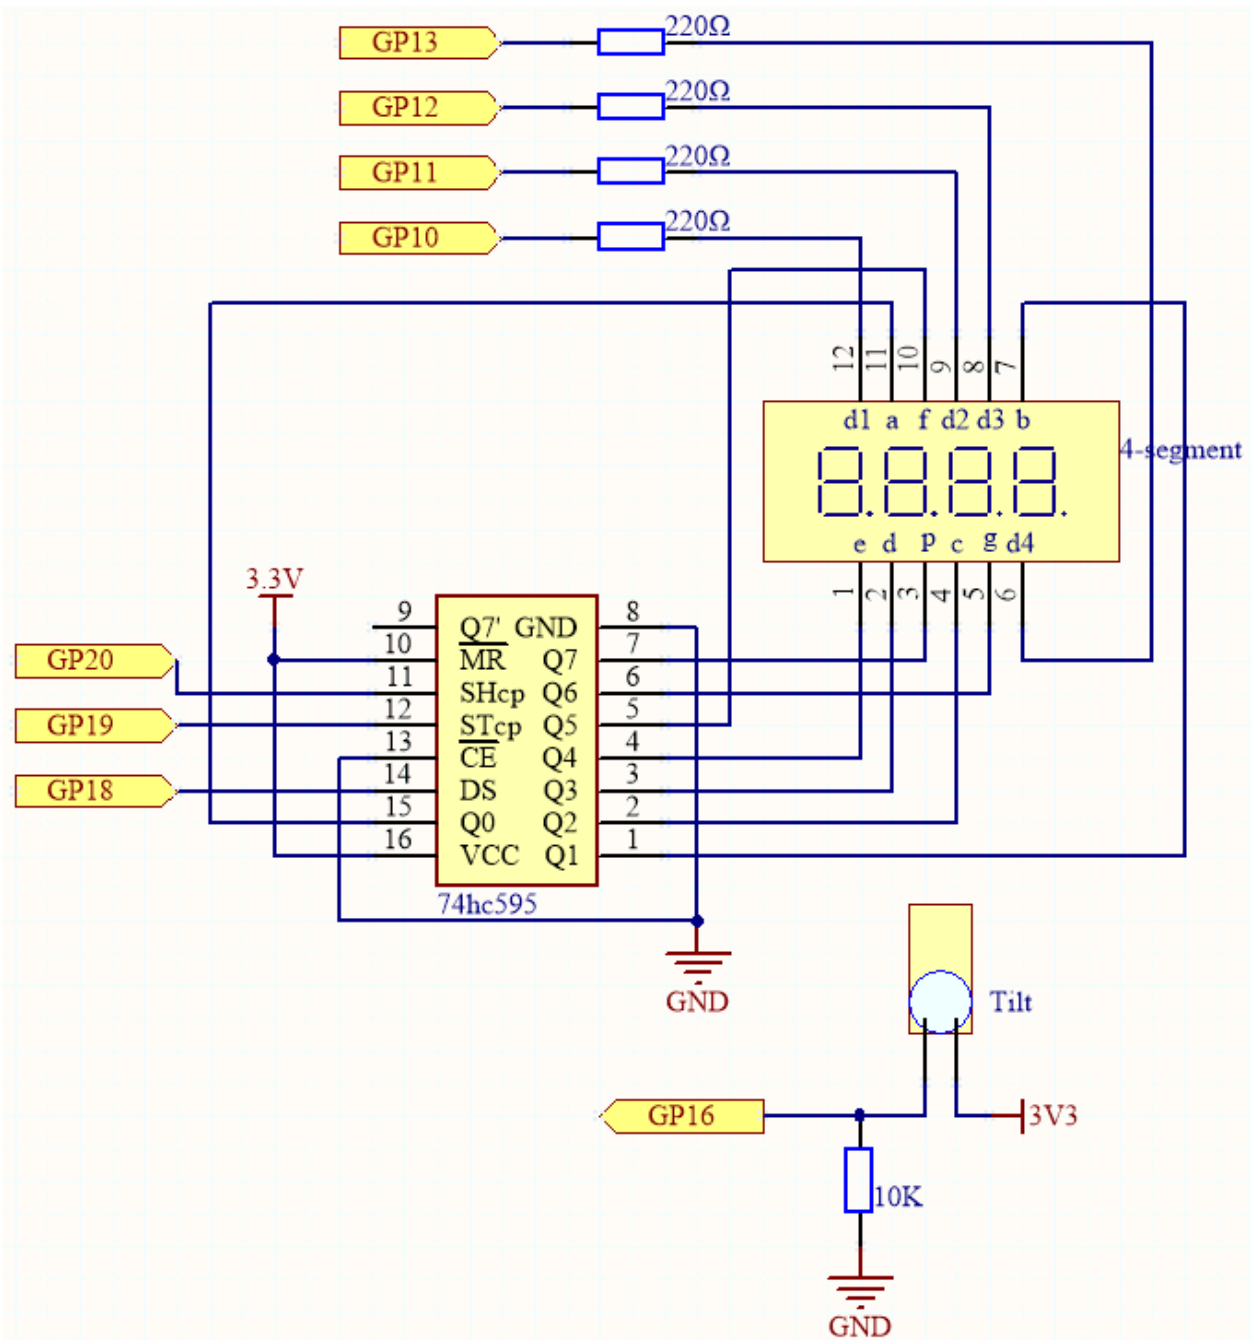 GP13
220Ω
GP12
220Ω
GP11
220Ω
GP10
220Ω
12
11
10
9
8
7
d1 a f d2 d3 b
4-segment
e d p c g d4
1
2
3
4
5
6
3.3V
9 Q7' GND 8
10 MR Q7 7
11 SHcp Q6 6
12 STcp Q5 5
13 CE Q4 4
14 DS Q3 3
15 Q0 Q2 2
16 VCC Q1 1
GP20
GP19
GP18
74hc595
GND
Tilt
GP16
3V3
10K
GND